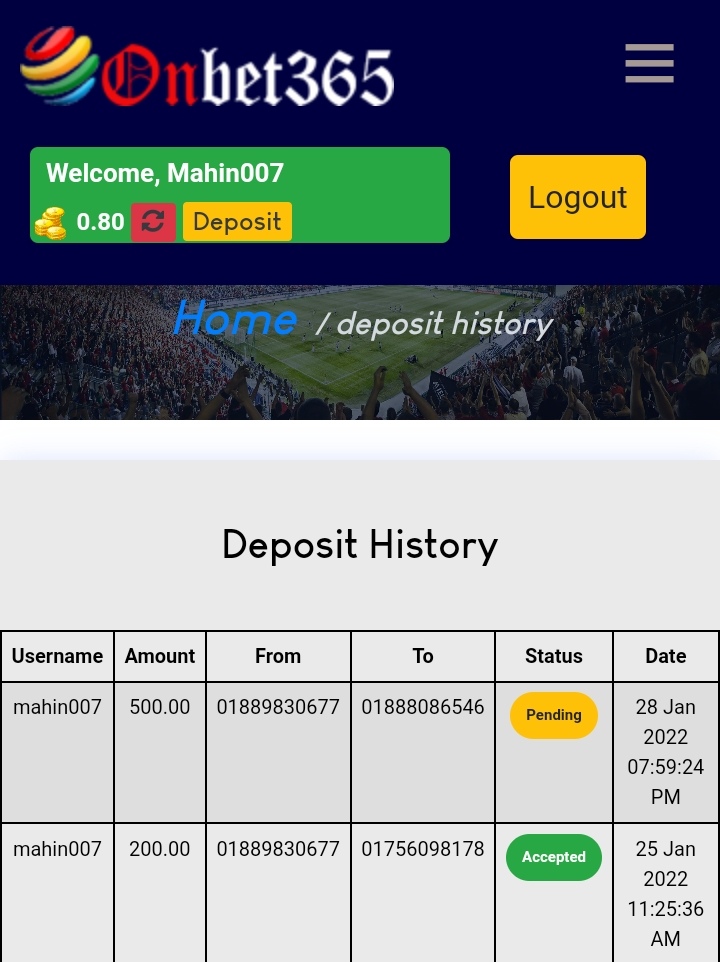 Onbet365
Welcome, Mahin007
0.80 Deposit
Logout
Home / deposit history
Deposit History
Username Amount From To Status Date
mahin007 500.00 01889830677 01888086546 Pending 28 Jan
2022
07:59:24
PM
mahin007 200.00 01889830677 01756098178 Accepted 25 Jan
2022
11:25:36
AM